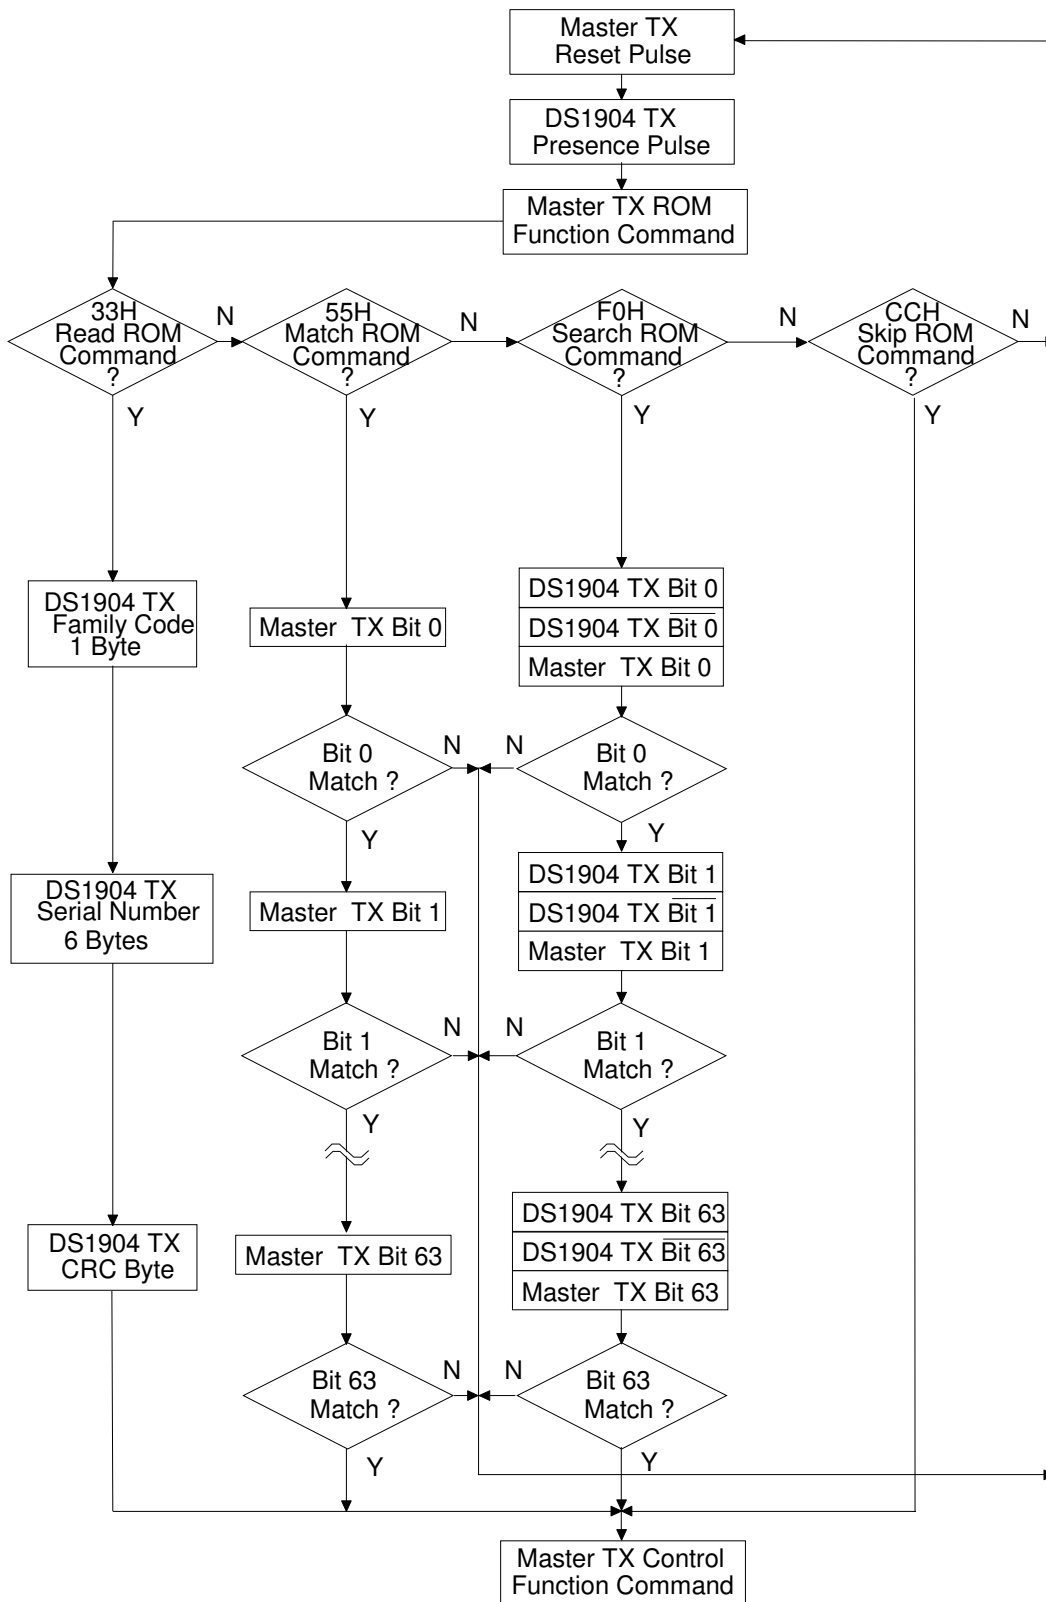 Master TX
Reset Pulse
DS1904 TX
Presence Pulse
Master TX ROM
Function Command
33H
Read ROM
Command
?
N
Y
55H
Match ROM
Command
?
N
Y
F0H
Search ROM
Command
?
N
Y
CCH
Skip ROM
Command
?
N
Y
DS1904 TX
Family Code
1 Byte
DS1904 TX
Serial Number
6 Bytes
DS1904 TX
CRC Byte
Master TX Bit 0
Bit 0
Match ?
N
Y
Master TX Bit 1
Bit 1
Match ?
N
Y
Master TX Bit 63
Bit 63
Match ?
N
Y
DS1904 TX Bit 0
DS1904 TX B̅i̅t̅ ̅0̅
Master TX Bit 0
Bit 0
Match ?
N
Y
DS1904 TX Bit 1
DS1904 TX B̅i̅t̅ ̅1̅
Master TX Bit 1
Bit 1
Match ?
N
Y
DS1904 TX Bit 63
DS1904 TX B̅i̅t̅ ̅6̅3̅
Master TX Bit 63
Bit 63
Match ?
N
Y
Master TX Control
Function Command